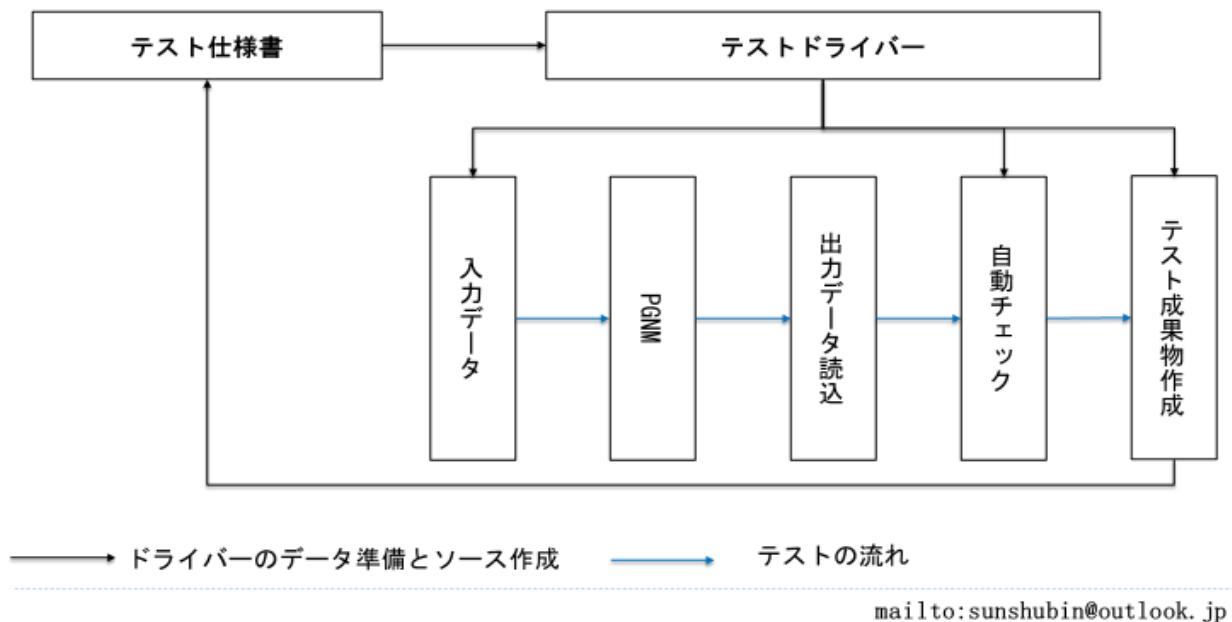 テスト仕様書
テストドライバー
入力データ
PGNM
出力データ読込
自動チェック
テスト成果物作成
ドライバーのデータ準備とソース作成
テストの流れ
mailto:sunshubin@outlook.jp